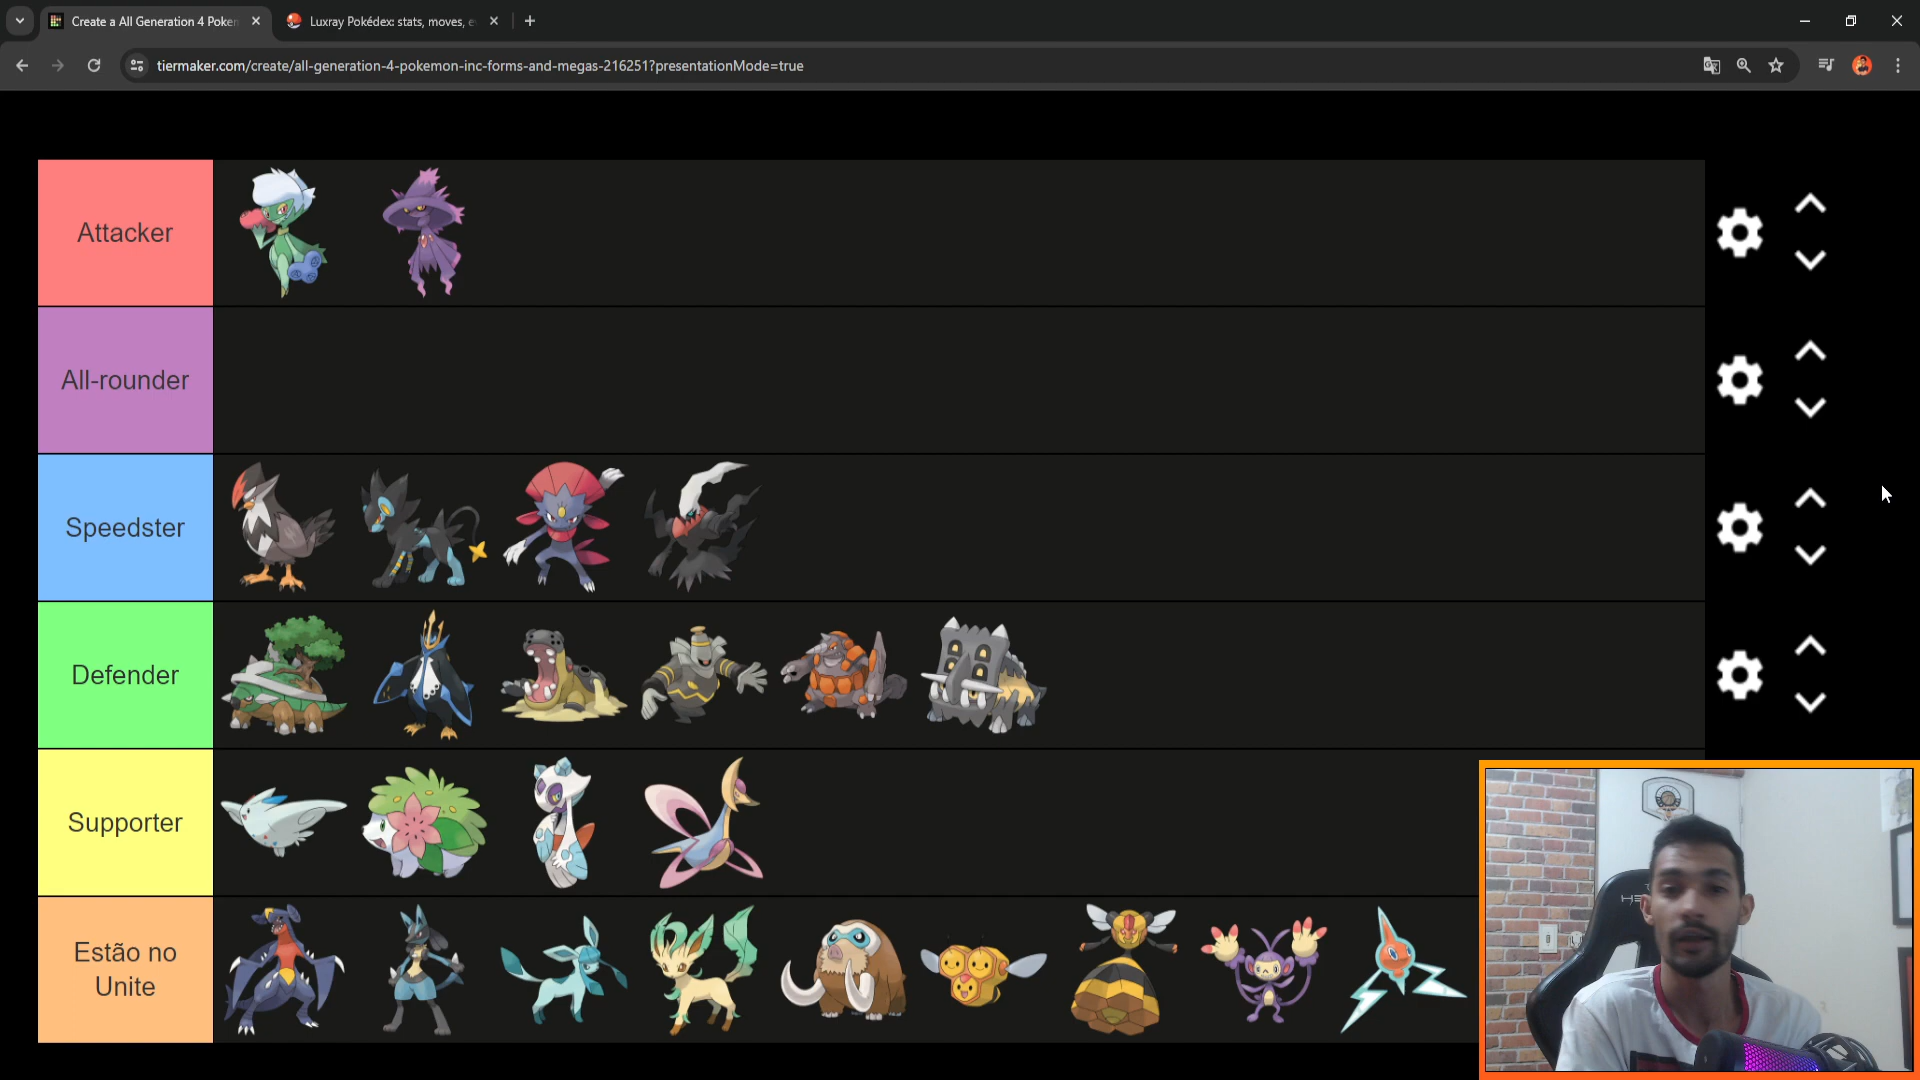 Create a All Generation 4 Poken
Luxray Pokédex: stats, moves, e
tiermaker.com/create/all-generation-4-pokemon-inc-forms-and-megas-216251?presentationMode=true
Attacker
All-rounder
Speedster
Defender
Supporter
Estão no
Unite